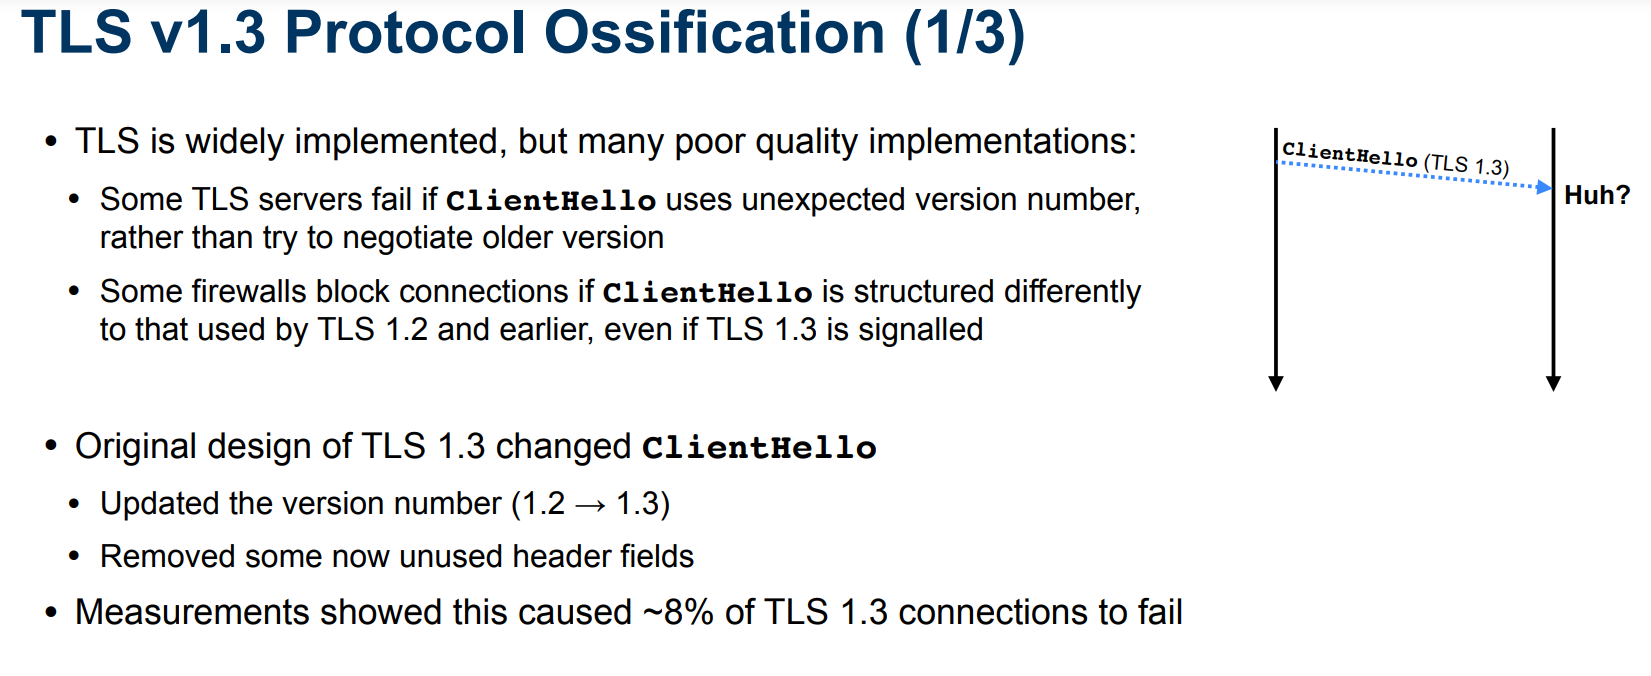 TLS v1.3 Protocol Ossification (1/3)
• TLS is widely implemented, but many poor quality implementations:
• Some TLS servers fail if ClientHello uses unexpected version number,
rather than try to negotiate older version
• Some firewalls block connections if ClientHello is structured differently
to that used by TLS 1.2 and earlier, even if TLS 1.3 is signalled
• Original design of TLS 1.3 changed ClientHello
• Updated the version number (1.2 → 1.3)
• Removed some now unused header fields
• Measurements showed this caused ~8% of TLS 1.3 connections to fail
ClientHello (TLS 1.3)
Huh?